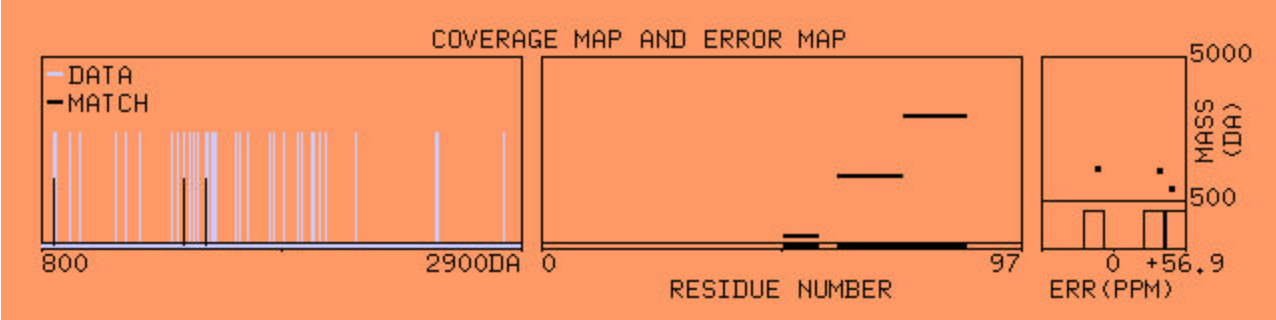 COVERAGE MAP AND ERROR MAP
DATA
MATCH
800
2900DA
0
97
RESIDUE NUMBER
5000
MASS
(DA)
500
0
+56.9
ERR(PPM)